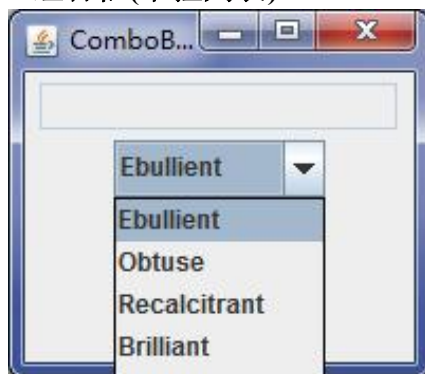 ComboB...
Ebullient
Ebullient
Obtuse
Recalcitrant
Brilliant